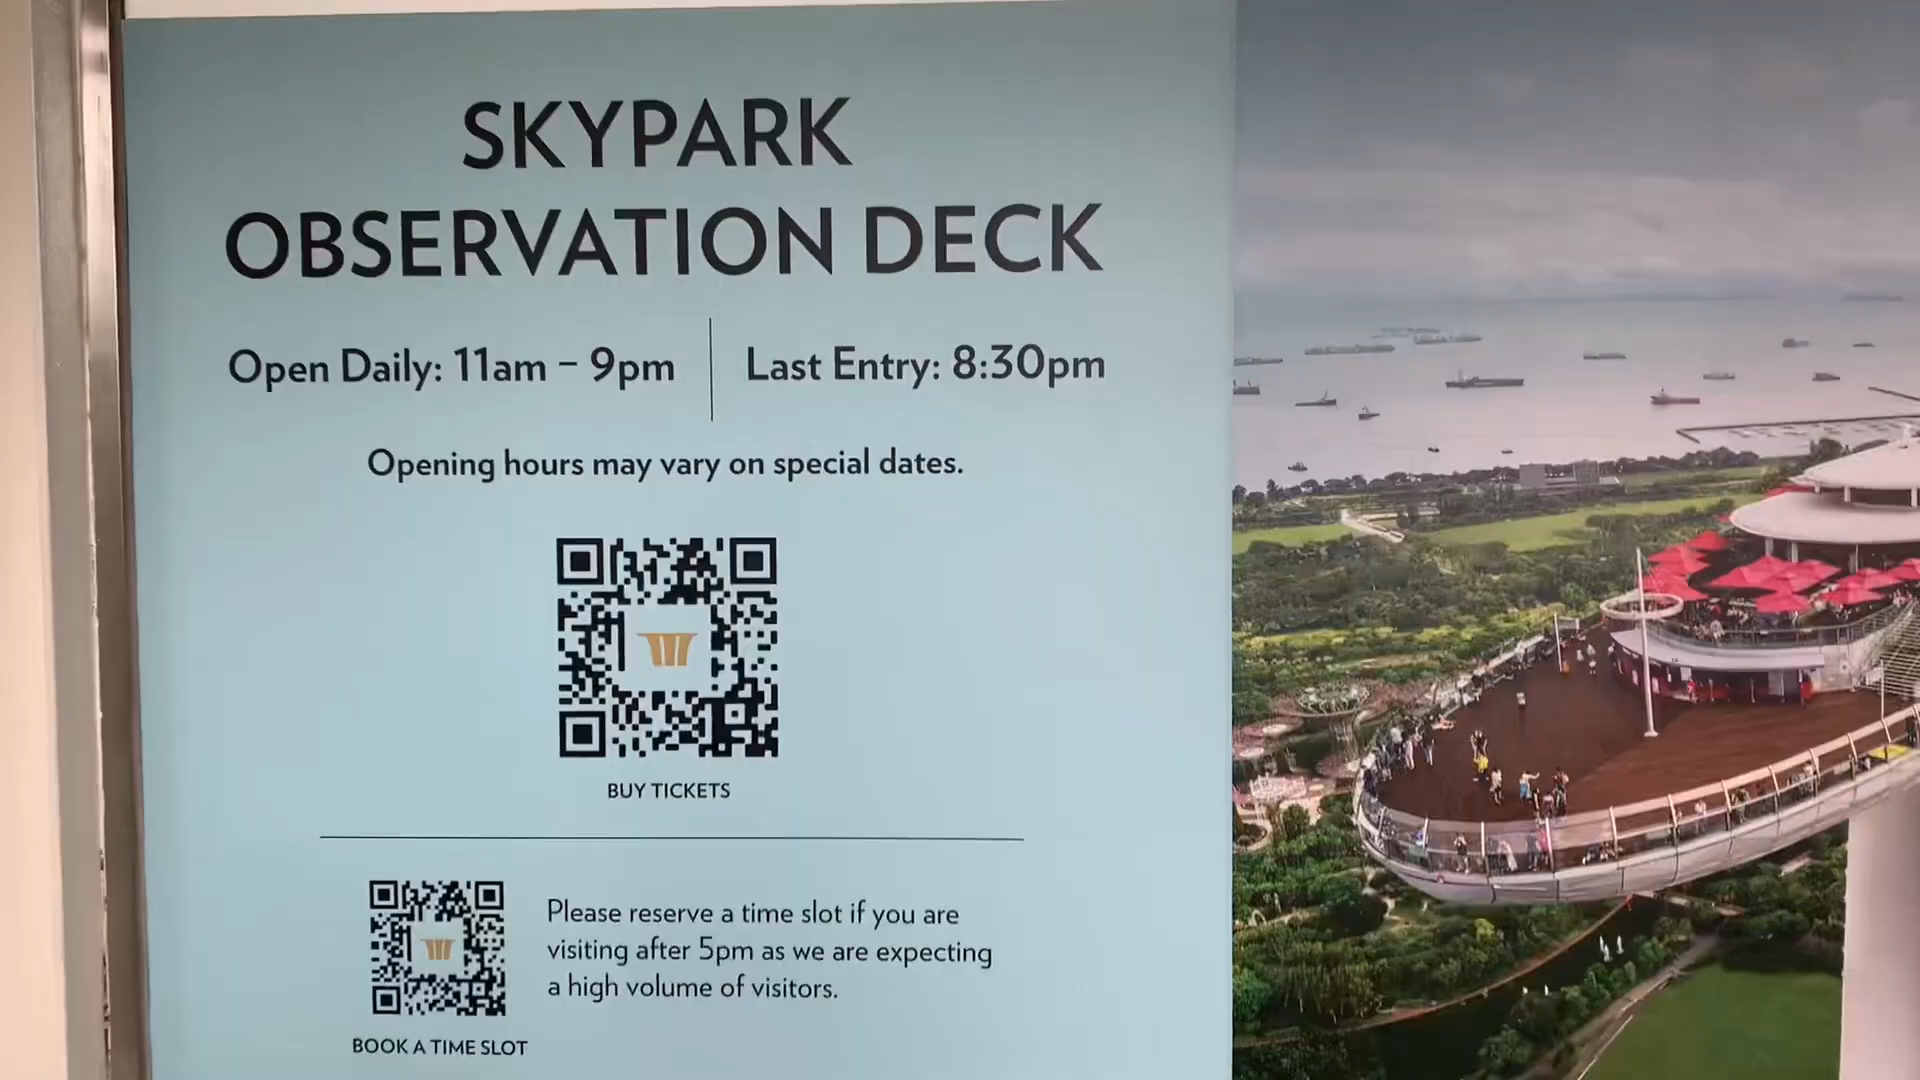 SKYPARK
OBSERVATION DECK
Open Daily: 11am – 9pm
Last Entry: 8:30pm
Opening hours may vary on special dates.
BUY TICKETS
Please reserve a time slot if you are
visiting after 5pm as we are expecting
a high volume of visitors.
BOOK A TIME SLOT